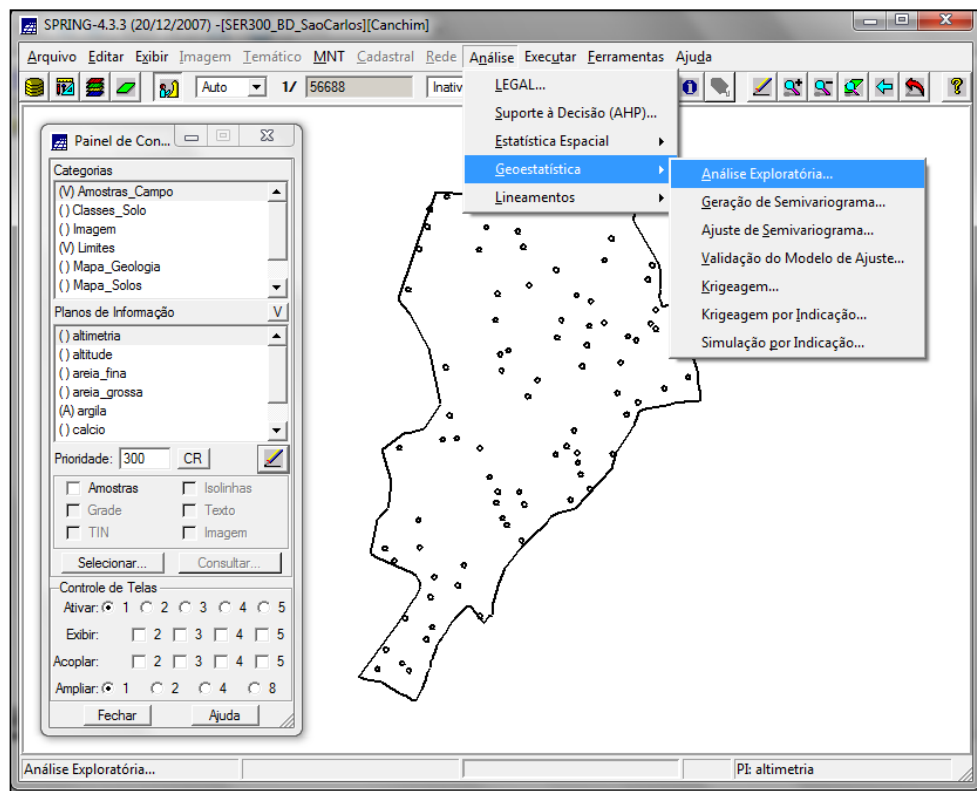 SPRING-4.3.3 (20/12/2007) -[SER300_BD_SaoCarlos][Canchim]
Arquivo Editar Exibir Imagem Temático MNT Cadastral Rede Análise Executar Ferramentas Ajuda
Auto 1/ 56688 Inativ
LEGAL...
Suporte à Decisão (AHP)...
Estatística Espacial
Geoestatística
Lineamentos
Análise Exploratória...
Geração de Semivariograma...
Ajuste de Semivariograma...
Validação do Modelo de Ajuste...
Krigeagem...
Krigeagem por Indicação...
Simulação por Indicação...
Painel de Con...
Categorias
(V) Amostras_Campo
( ) Classes_Solo
( ) Imagem
(V) Limites
( ) Mapa_Geologia
( ) Mapa_Solos
Planos de Informação V
( ) altimetria
( ) altitude
( ) areia_fina
( ) areia_grossa
(A) argila
( ) calcio
Prioridade: 300 CR
Amostras Isolinhas
Grade Texto
TIN Imagem
Selecionar... Consultar...
Controle de Telas
Ativar: 1 2 3 4 5
Exibir: 2 3 4 5
Acoplar: 2 3 4 5
Ampliar: 1 2 4 8
Fechar Ajuda
Análise Exploratória... PI: altimetria